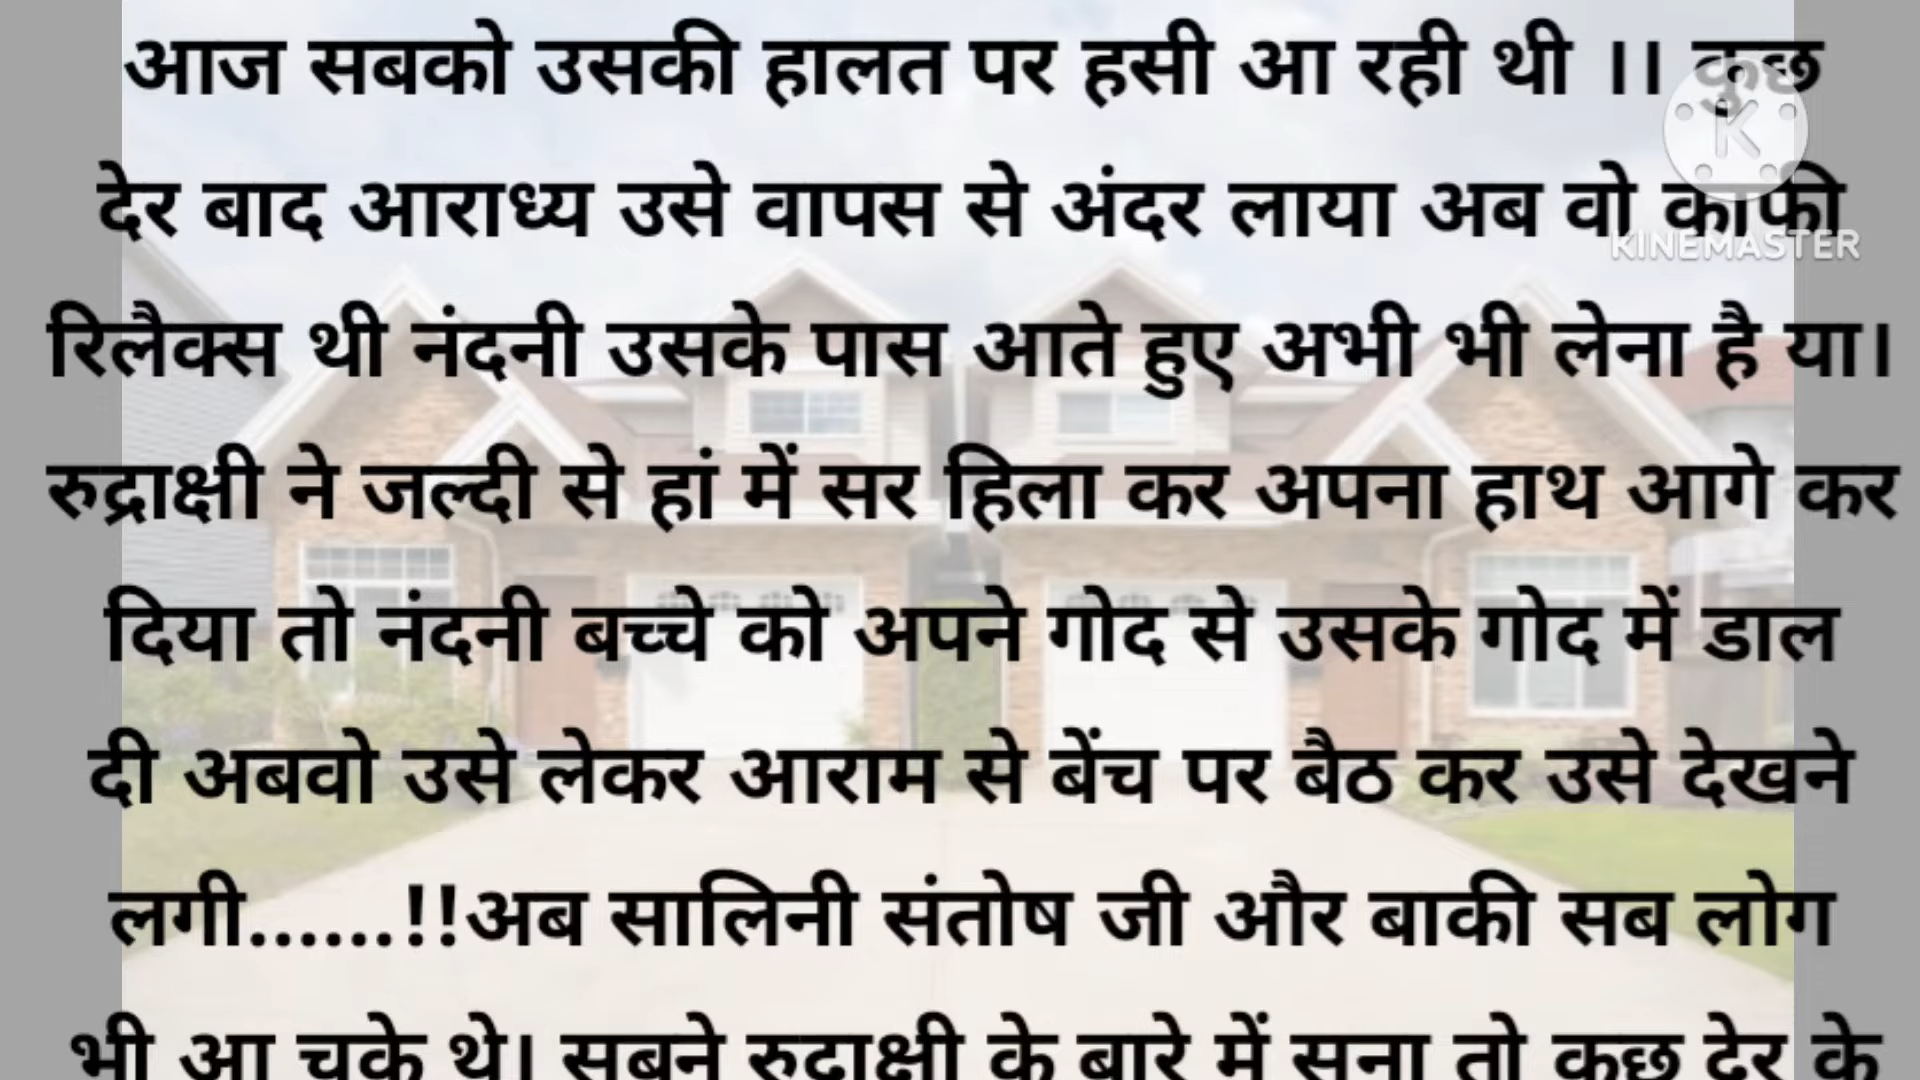 आज सबको उसकी हालत पर हसी आ रही थी ।। कुछ
देर बाद आराध्य उसे वापस से अंदर लाया अब वो काफी
KINEMASTER
रिलैक्स थी नंदनी उसके पास आते हुए अभी भी लेना है या।
रुद्राक्षी ने जल्दी से हां में सर हिला कर अपना हाथ आगे कर
दिया तो नंदनी बच्चे को अपने गोद से उसके गोद में डाल
दी अबवो उसे लेकर आराम से बेंच पर बैठ कर उसे देखने
लगी......!!अब सालिनी संतोष जी और बाकी सब लोग
भी आ चुके थे। सबने रुद्राक्षी के बारे में सुना तो कुछ देर के